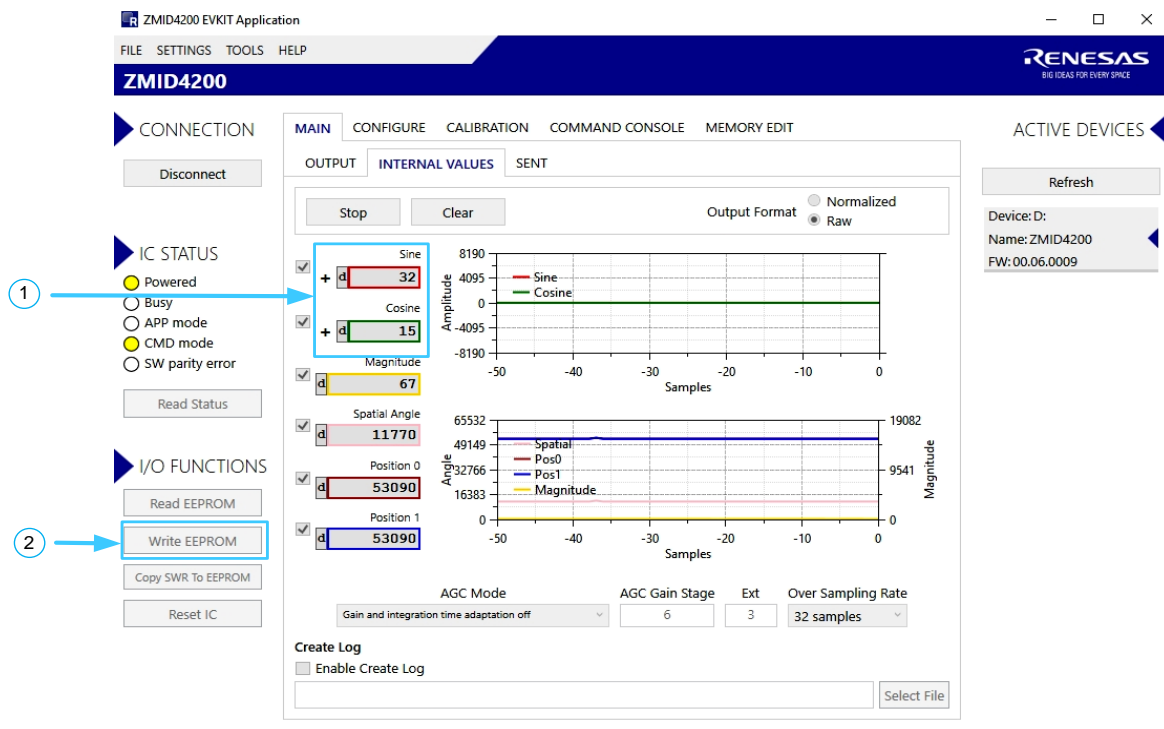 ZMID4200 EVKIT Application
FILE SETTINGS TOOLS HELP
RENESAS
BIG IDEAS FOR EVERY SPACE
ZMID4200
CONNECTION
Disconnect
IC STATUS
Powered
Busy
APP mode
CMD mode
SW parity error
Read Status
I/O FUNCTIONS
Read EEPROM
Write EEPROM
Copy SWR To EEPROM
Reset IC
1
2
MAIN CONFIGURE CALIBRATION COMMAND CONSOLE MEMORY EDIT
OUTPUT INTERNAL VALUES SENT
Stop Clear Output Format Normalized
Raw
Sine
+ d 32
Cosine
+ d 15
Magnitude
d 67
Spatial Angle
d 11770
Position 0
d 53090
Position 1
d 53090
8190
4095
0
-4095
-8190
Amplitude
Sine
Cosine
-50 -40 -30 -20 -10 0
Samples
65532
49149
32766
16383
0
Angle
Spatial
Pos0
Pos1
Magnitude
19082
9541
0
Magnitude
-50 -40 -30 -20 -10 0
Samples
AGC Mode AGC Gain Stage Ext Over Sampling Rate
Gain and integration time adaptation off 6 3 32 samples
Create Log
Enable Create Log
Select File
ACTIVE DEVICES
Refresh
Device: D:
Name: ZMID4200
FW: 00.06.0009